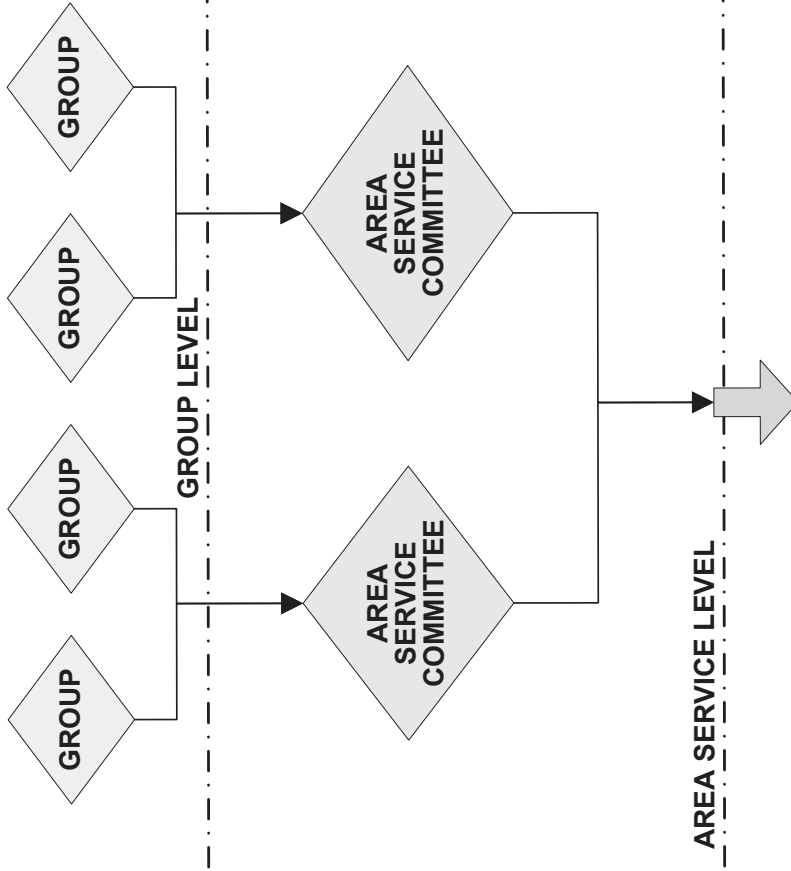 GROUP
GROUP
GROUP
GROUP
GROUP LEVEL
AREA
SERVICE
COMMITTEE
AREA
SERVICE
COMMITTEE
AREA SERVICE LEVEL